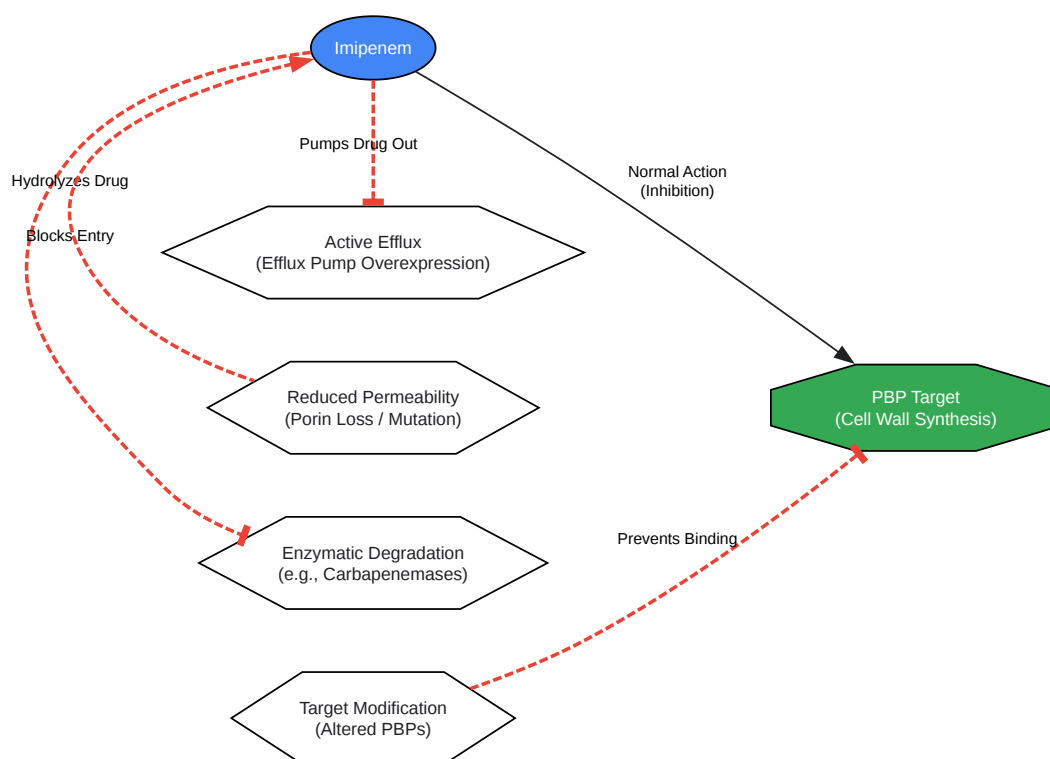 Imipenem
Pumps Drug Out
Normal Action
(Inhibition)
Hydrolyzes Drug
Blocks Entry
Active Efflux
(Efflux Pump Overexpression)
Reduced Permeability
(Porin Loss / Mutation)
PBP Target
(Cell Wall Synthesis)
Prevents Binding
Enzymatic Degradation
(e.g., Carbapenemases)
Target Modification
(Altered PBPs)